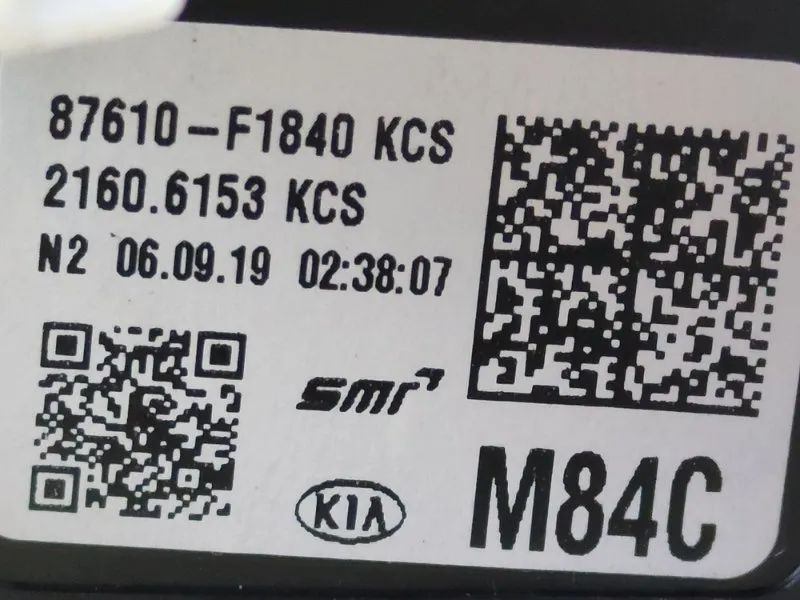 87610-F1840 KCS
2160.6153 KCS
N2 06.09.19 02:38:07
smr
KIA
M84C